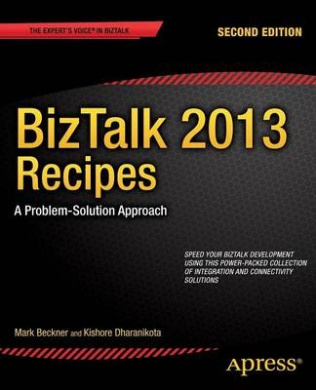 THE EXPERT'S VOICE® IN BIZTALK
SECOND EDITION
BizTalk 2013
Recipes
A Problem-Solution Approach
SPEED YOUR BIZTALK DEVELOPMENT
USING THIS POWER-PACKED COLLECTION
OF INTEGRATION AND CONNECTIVITY
SOLUTIONS
Mark Beckner and Kishore Dharanikota
Apress®